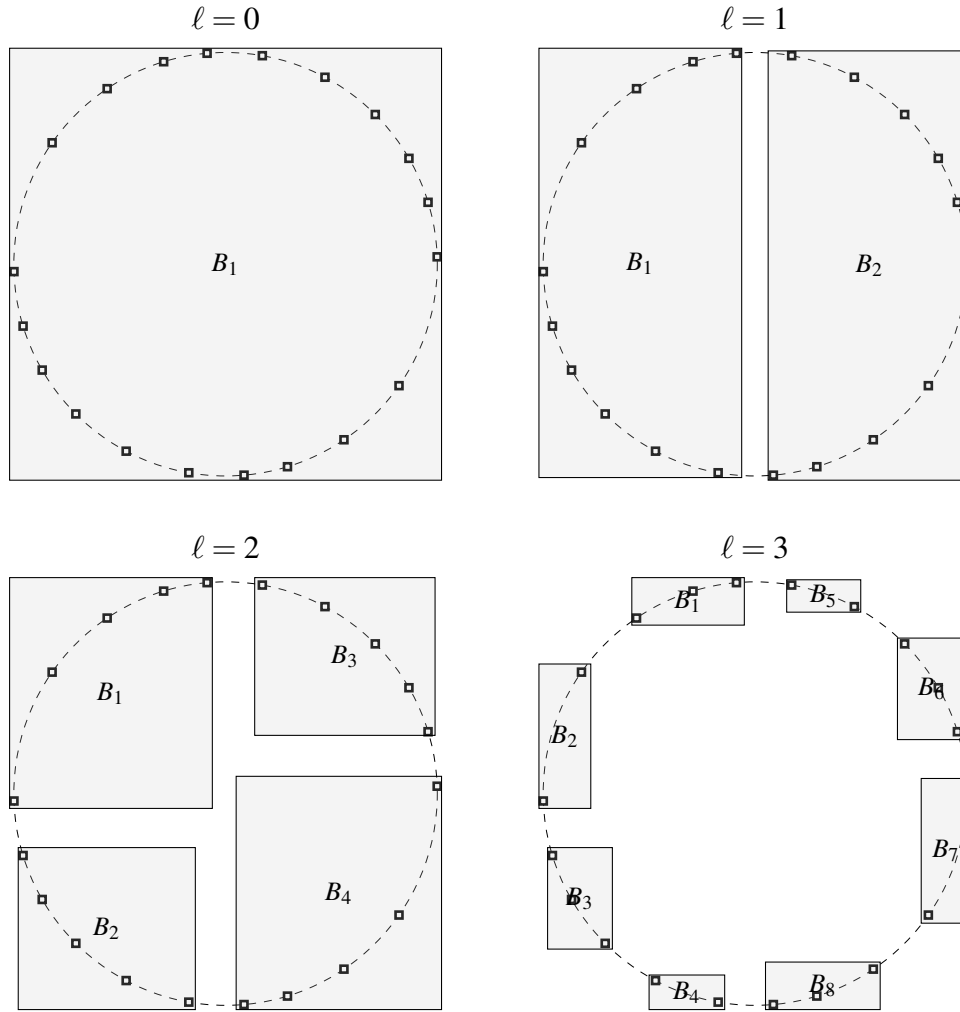 ℓ = 0
B₁
ℓ = 1
B₁
B₂
ℓ = 2
B₁
B₃
B₂
B₄
ℓ = 3
B₁
B₅
B₆
B₂
B₇
B₃
B₄
B₈